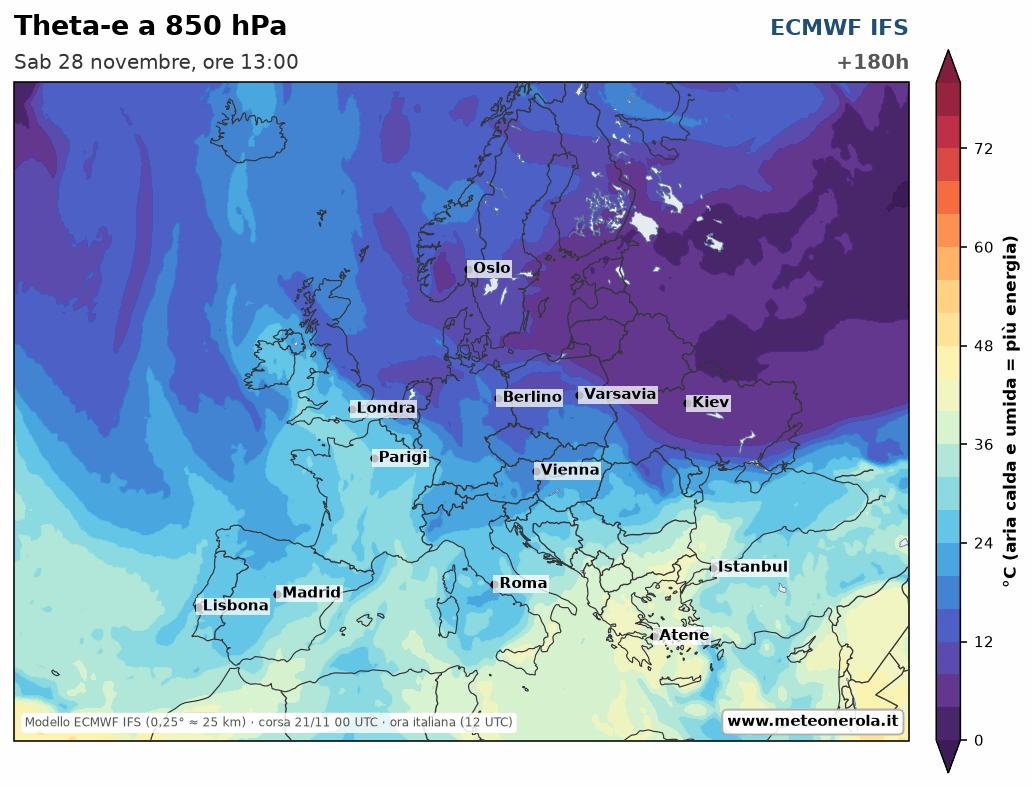 Theta-e a 850 hPa
ECMWF IFS
Sab 28 novembre, ore 13:00
+180h
72
60
48
36
24
12
0
°C (aria calda e umida = più energia)
Oslo
Londra
Berlino
Varsavia
Kiev
Parigi
Vienna
Istanbul
Roma
Madrid
Lisbona
Atene
Modello ECMWF IFS (0,25° ≈ 25 km) · corsa 21/11 00 UTC · ora italiana (12 UTC)
www.meteonerola.it